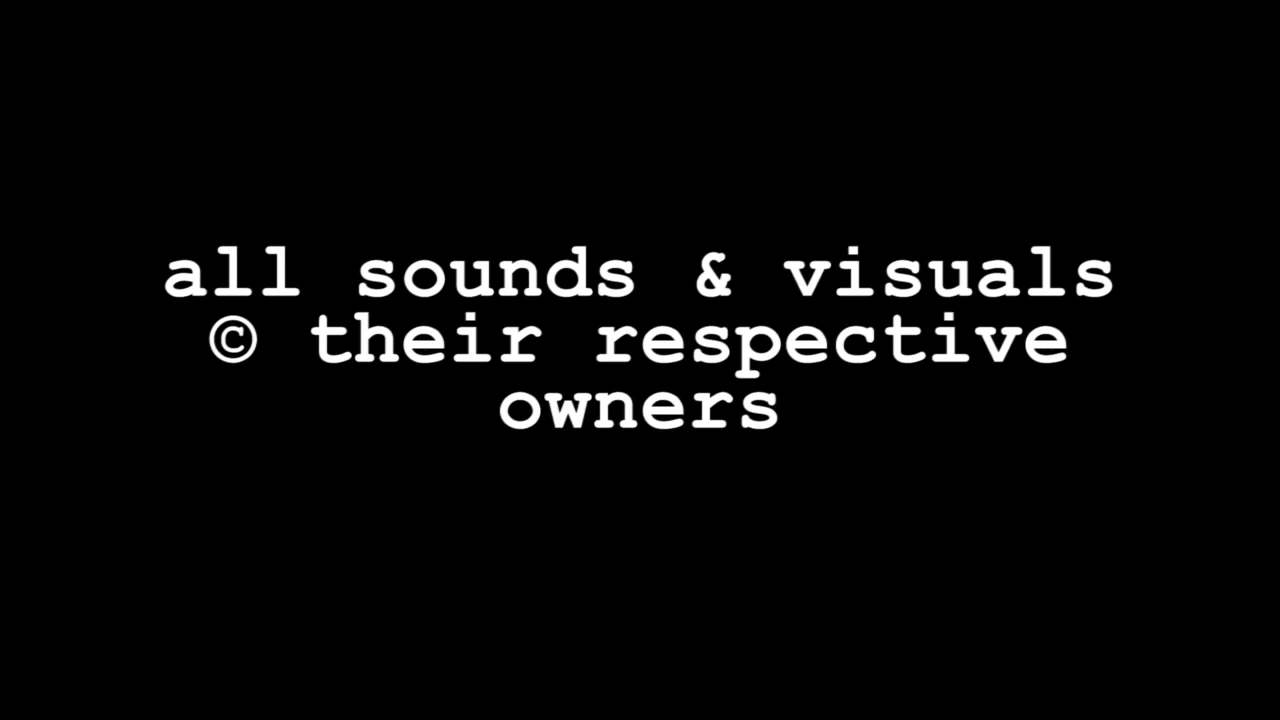 all sounds & visuals
© their respective
owners